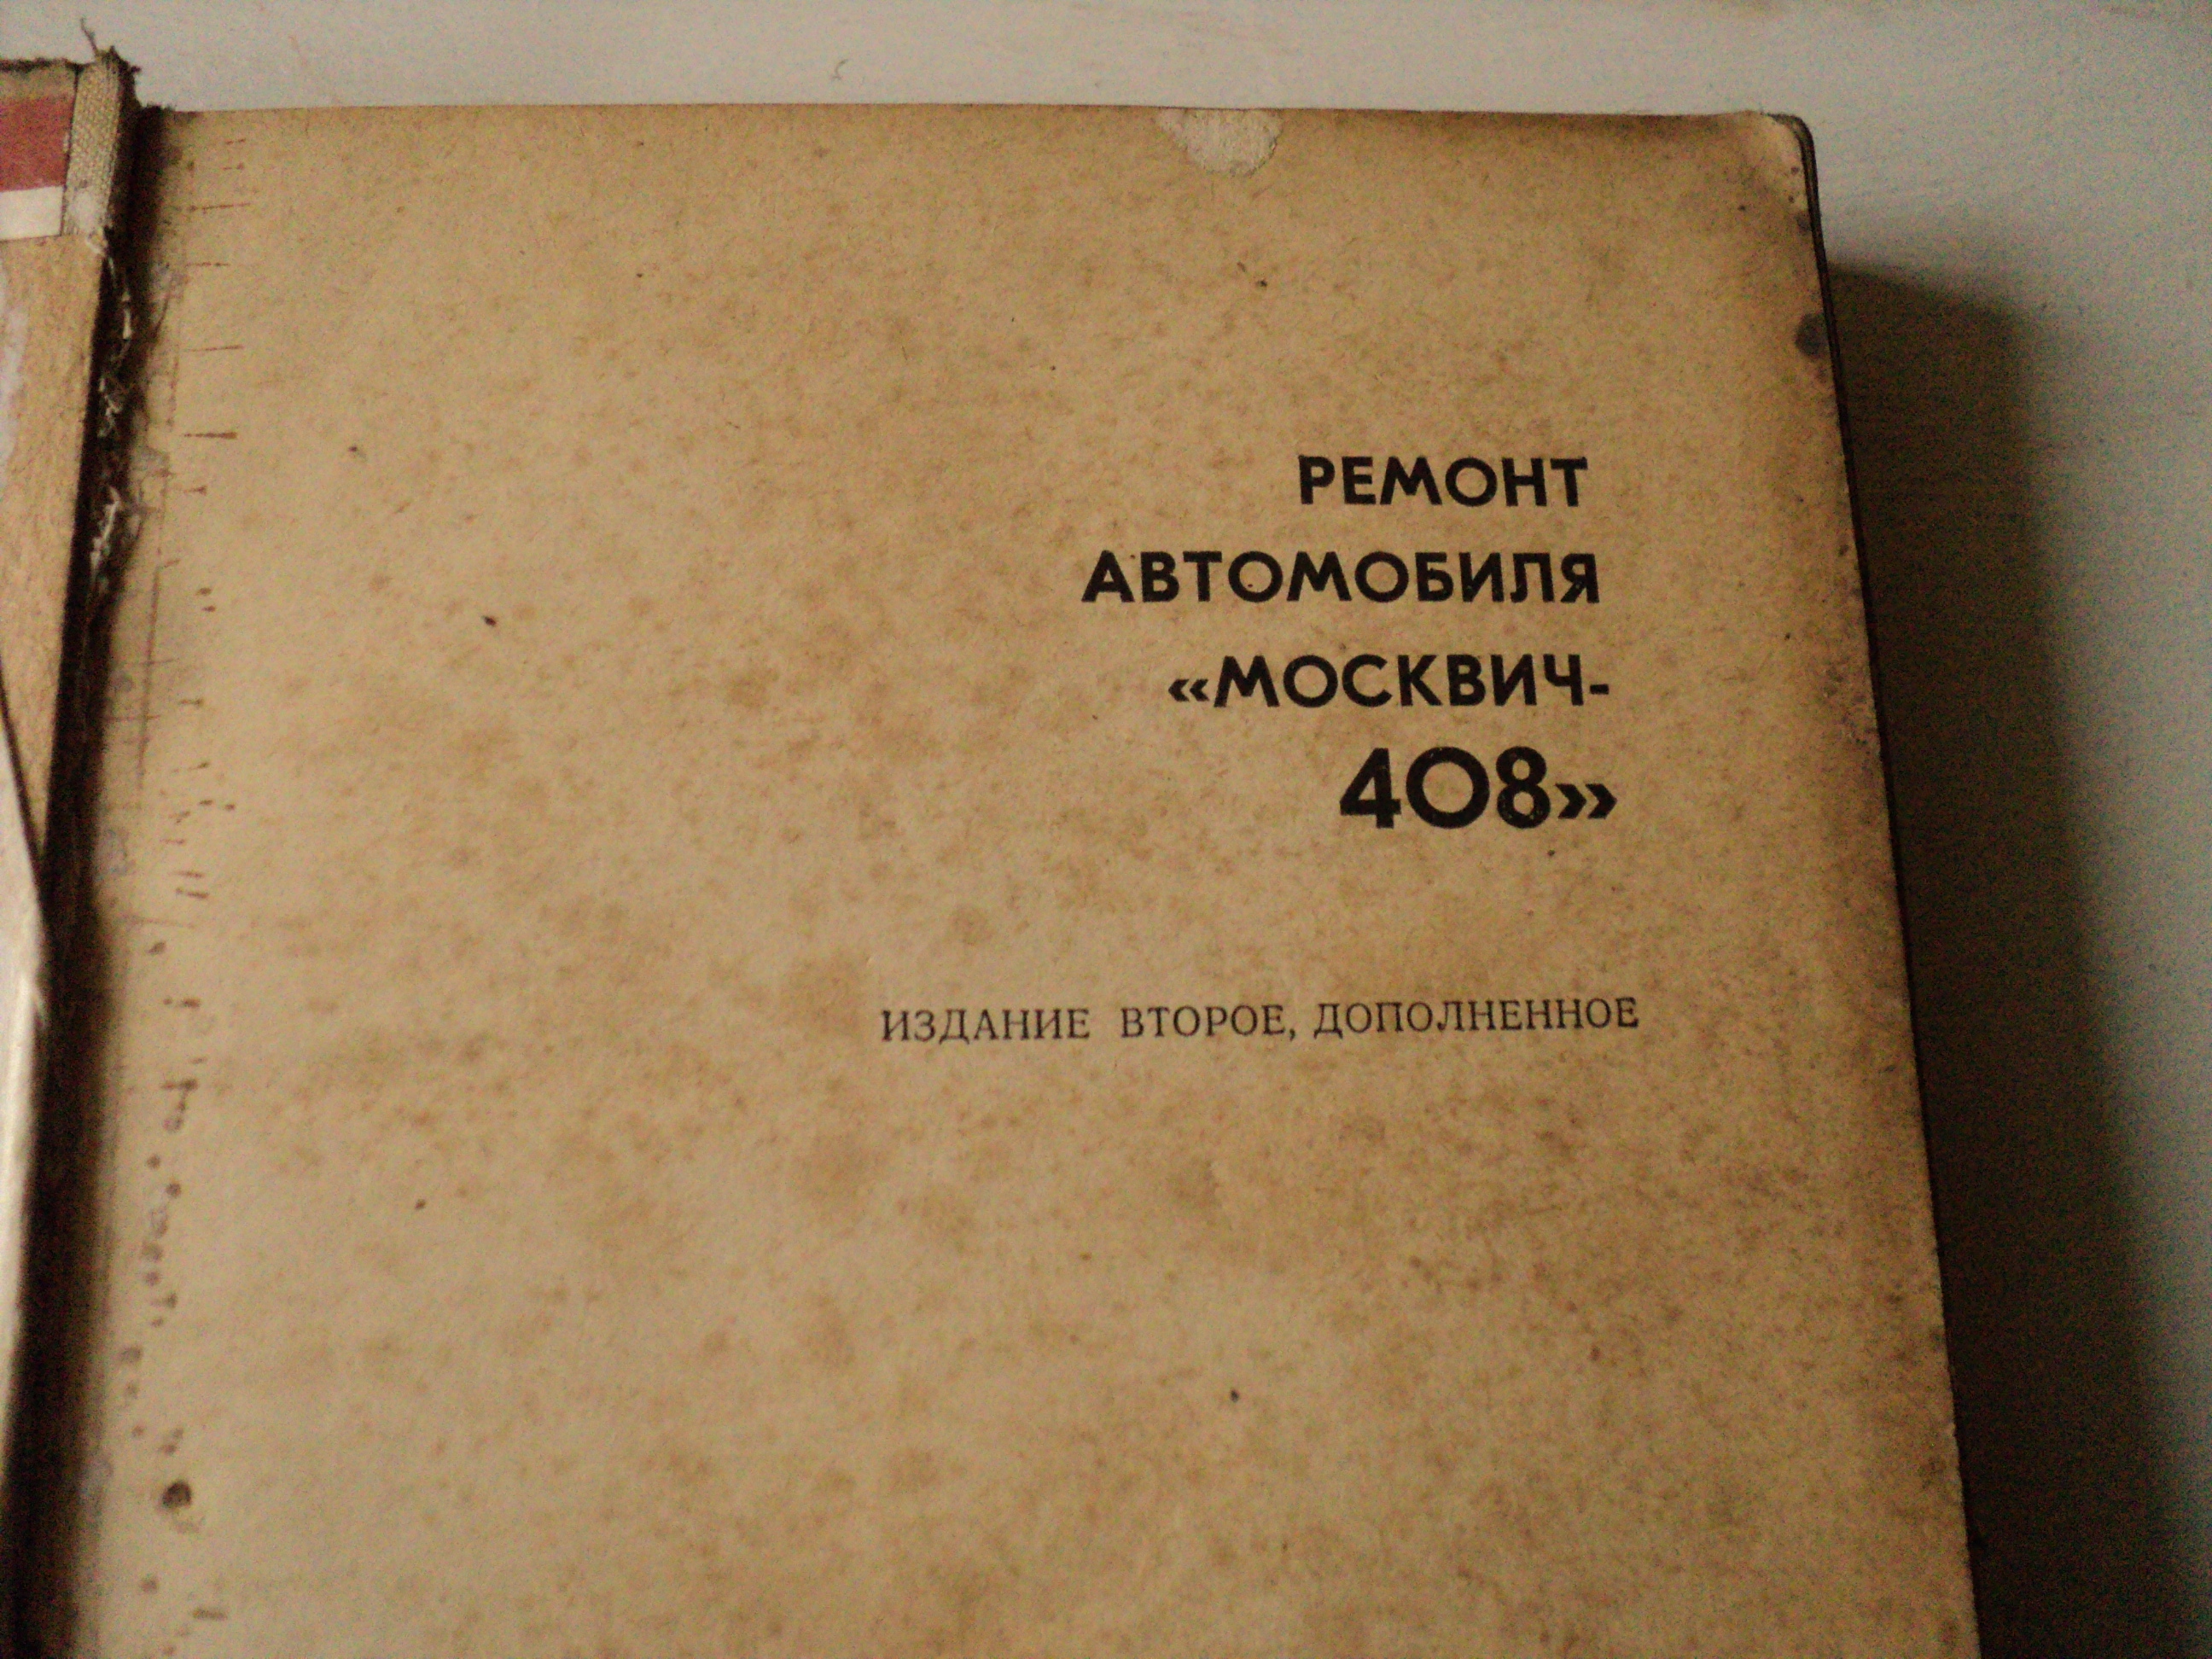 РЕМОНТ
АВТОМОБИЛЯ
«МОСКВИЧ-
408»
ИЗДАНИЕ ВТОРОЕ, ДОПОЛНЕННОЕ